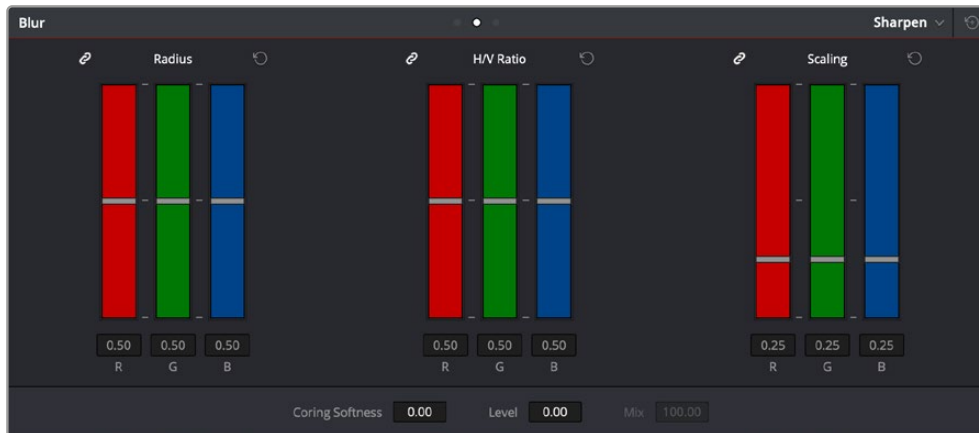 Blur Sharpen
Radius H/V Ratio Scaling
0.50 0.50 0.50 0.50 0.50 0.50 0.25 0.25 0.25
R G B R G B R G B
Coring Softness 0.00 Level 0.00 Mix 100.00